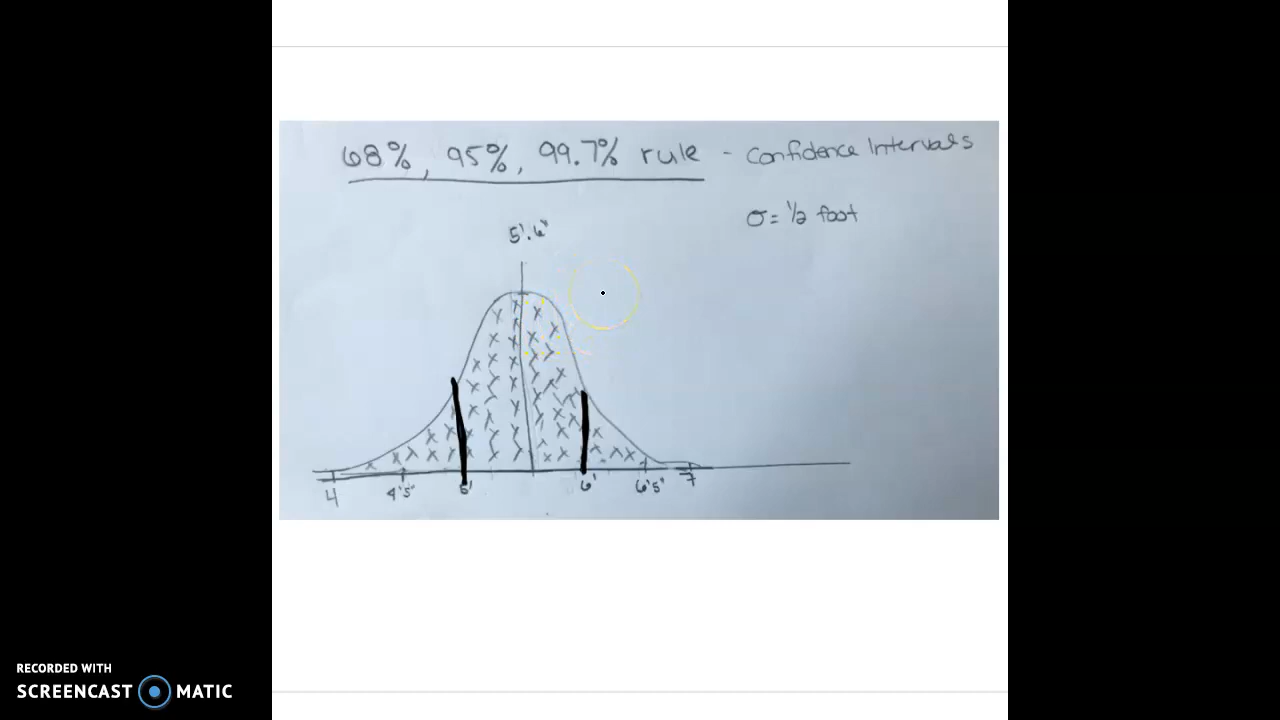 68%, 95%, 99.7% rule - Confidence Intervals
σ = 1/2 foot
5'.6"
4 4'5" 5' 6' 6'5" 7
RECORDED WITH
SCREENCAST MATIC